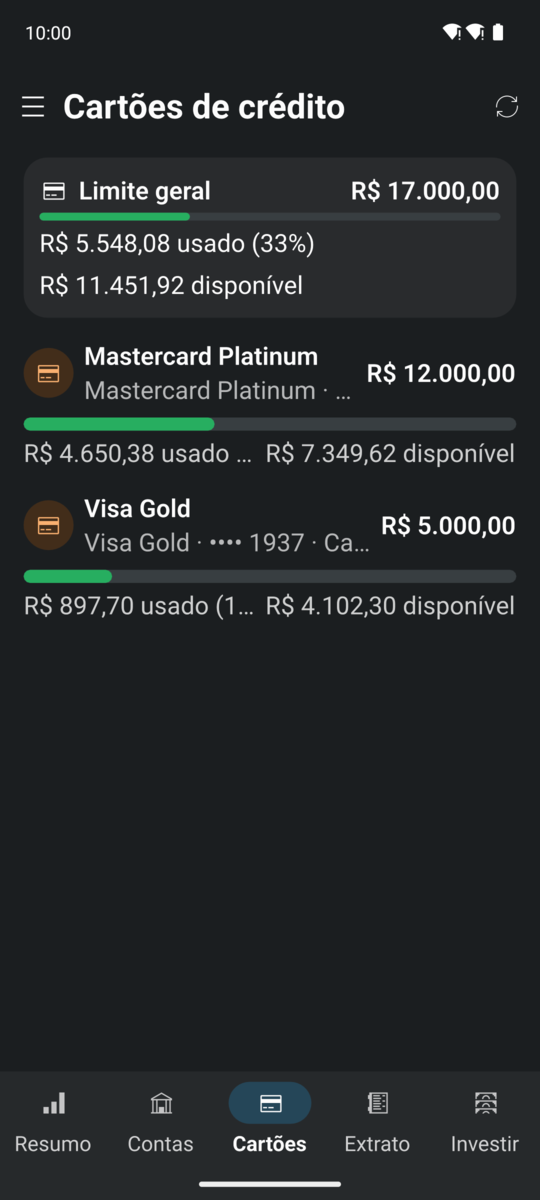 10:00
Cartões de crédito
Limite geral R$ 17.000,00
R$ 5.548,08 usado (33%)
R$ 11.451,92 disponível
Mastercard Platinum
R$ 12.000,00
Mastercard Platinum · ...
R$ 4.650,38 usado ... R$ 7.349,62 disponível
Visa Gold
R$ 5.000,00
Visa Gold · •••• 1937 · Ca...
R$ 897,70 usado (1... R$ 4.102,30 disponível
Resumo Contas Cartões Extrato Investir